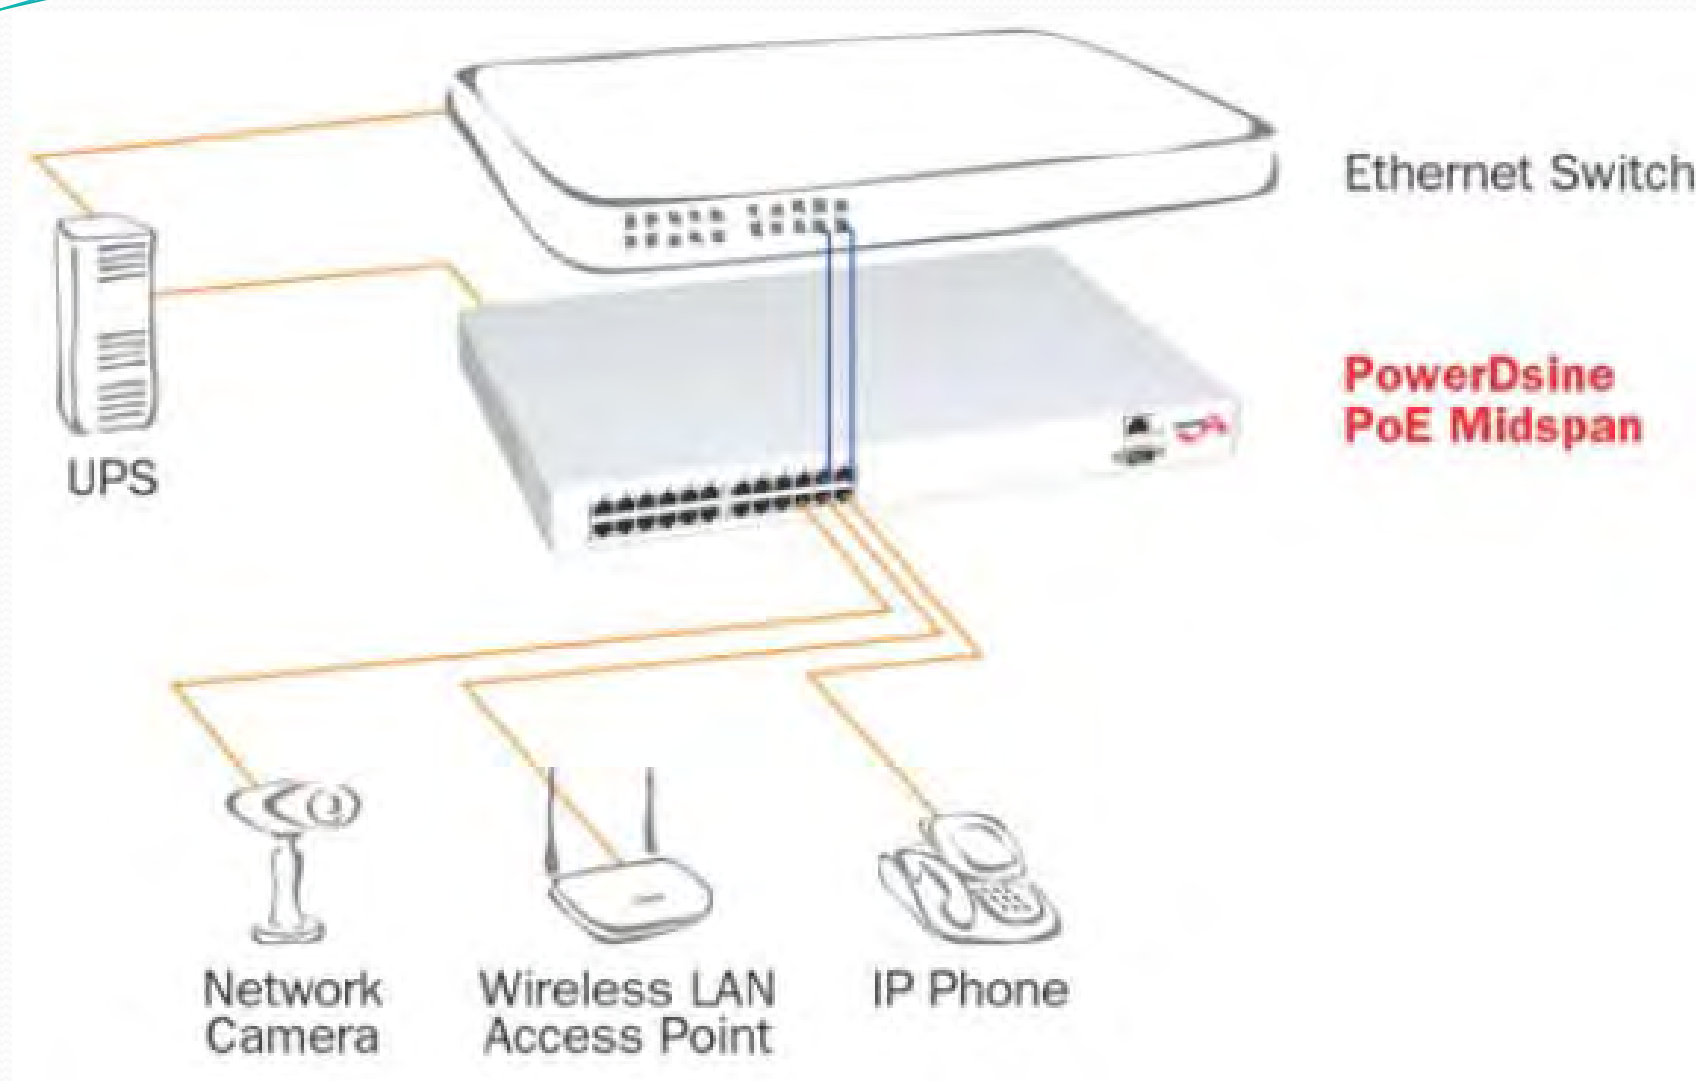 Ethernet Switch
PowerDsine
PoE Midspan
UPS
Network
Camera
Wireless LAN
Access Point
IP Phone